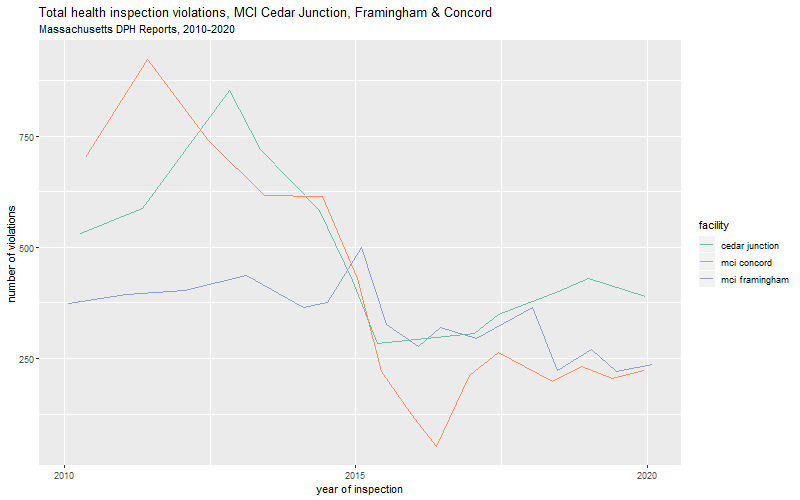 Total health inspection violations, MCI Cedar Junction, Framingham & Concord
Massachusetts DPH Reports, 2010-2020
number of violations
750
500
250
2010
2015
2020
year of inspection
facility
cedar junction
mci concord
mci framingham